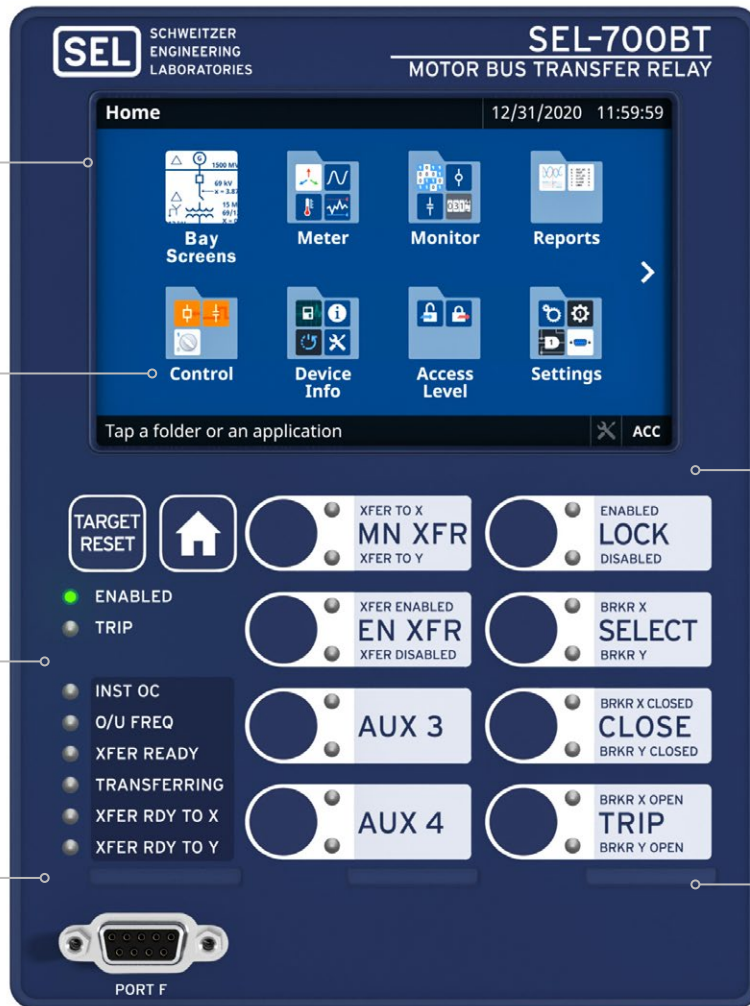 SEL
SCHWEITZER
ENGINEERING
LABORATORIES
SEL-700BT
MOTOR BUS TRANSFER RELAY
Home
12/31/2020 11:59:59
1500 MV
69 kV
Bay
Screens
Meter
Monitor
Reports
Control
Device
Info
Access
Level
Settings
Tap a folder or an application
ACC
TARGET
RESET
XFER TO X
MN XFR
XFER TO Y
ENABLED
LOCK
DISABLED
ENABLED
TRIP
XFER ENABLED
EN XFR
XFER DISABLED
BRKR X
SELECT
BRKR Y
INST OC
O/U FREQ
XFER READY
TRANSFERRING
XFER RDY TO X
XFER RDY TO Y
AUX 3
BRKR X CLOSED
CLOSE
BRKR Y CLOSED
AUX 4
BRKR X OPEN
TRIP
BRKR Y OPEN
PORT F